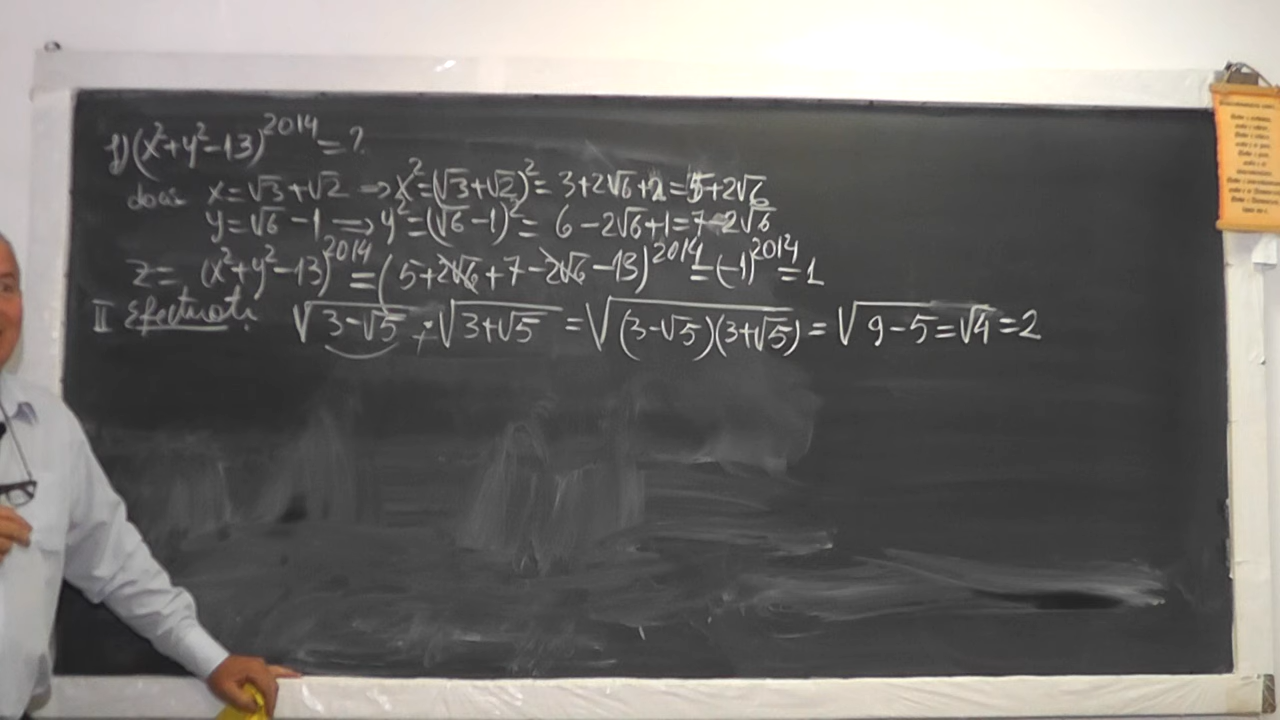 f) (x²+y²-13)²⁰¹⁴ = ?
dacă x = √3+√2 ⇒ x² = (√3+√2)² = 3+2√6+2 = 5+2√6
y = √6 -1 ⇒ y² = (√6-1)² = 6-2√6+1 = 7-2√6
z = (x²+y²-13)²⁰¹⁴ = (5+2√6+7-2√6-13)²⁰¹⁴ = (-1)²⁰¹⁴ = 1
II Efectuați: √(3-√5) · √(3+√5) = √((3-√5)(3+√5)) = √(9-5) = √4 = 2